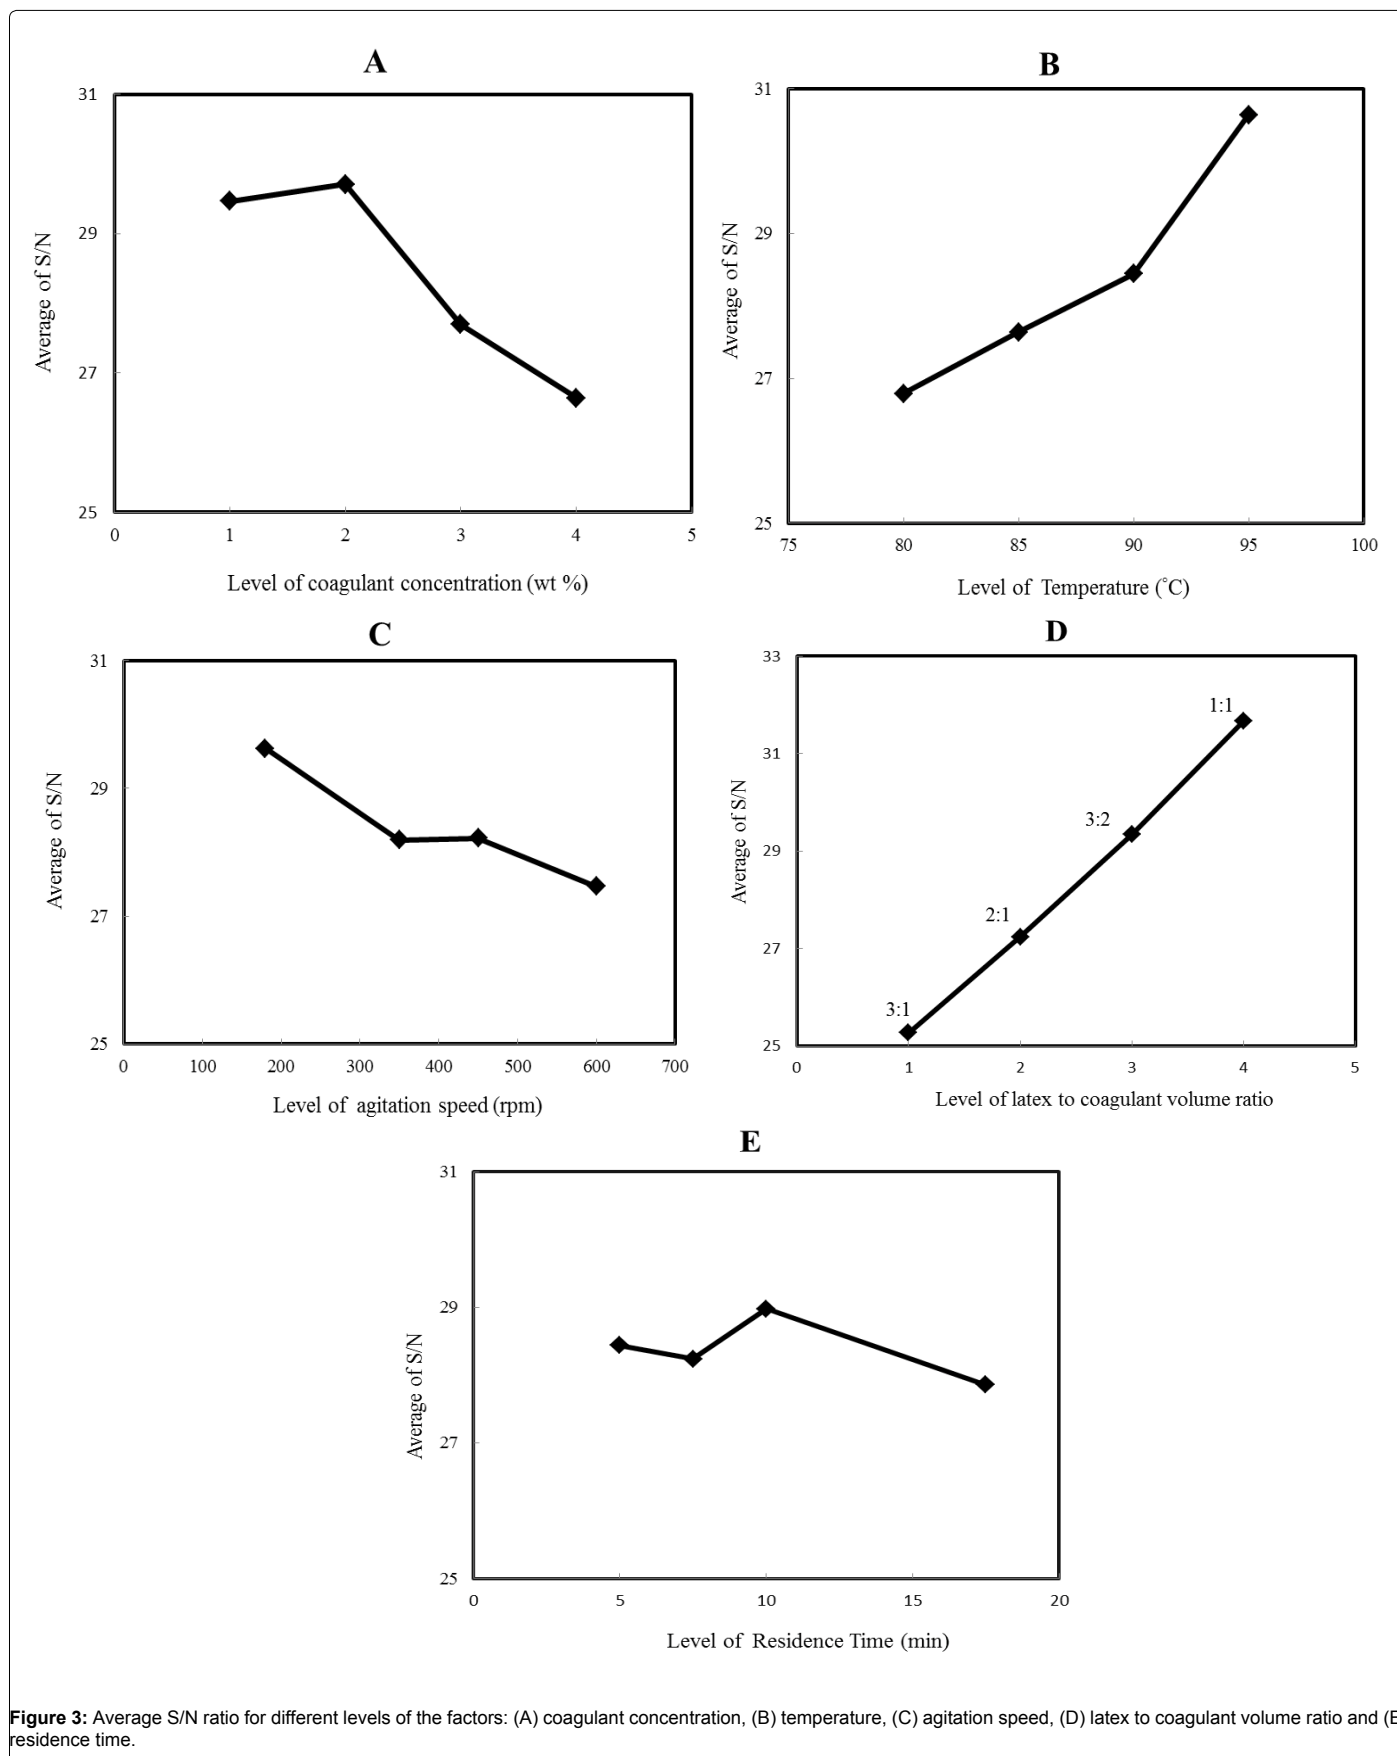 A
31
29
27
25
Average of S/N
0 1 2 3 4 5
Level of coagulant concentration (wt %)
B
31
29
27
25
Average of S/N
75 80 85 90 95 100
Level of Temperature (°C)
C
31
29
27
25
Average of S/N
0 100 200 300 400 500 600 700
Level of agitation speed (rpm)
D
33
31
29
27
25
Average of S/N
1:1
3:2
2:1
3:1
0 1 2 3 4 5
Level of latex to coagulant volume ratio
E
31
29
27
25
Average of S/N
0 5 10 15 20
Level of Residence Time (min)
Figure 3: Average S/N ratio for different levels of the factors: (A) coagulant concentration, (B) temperature, (C) agitation speed, (D) latex to coagulant volume ratio and (E
residence time.